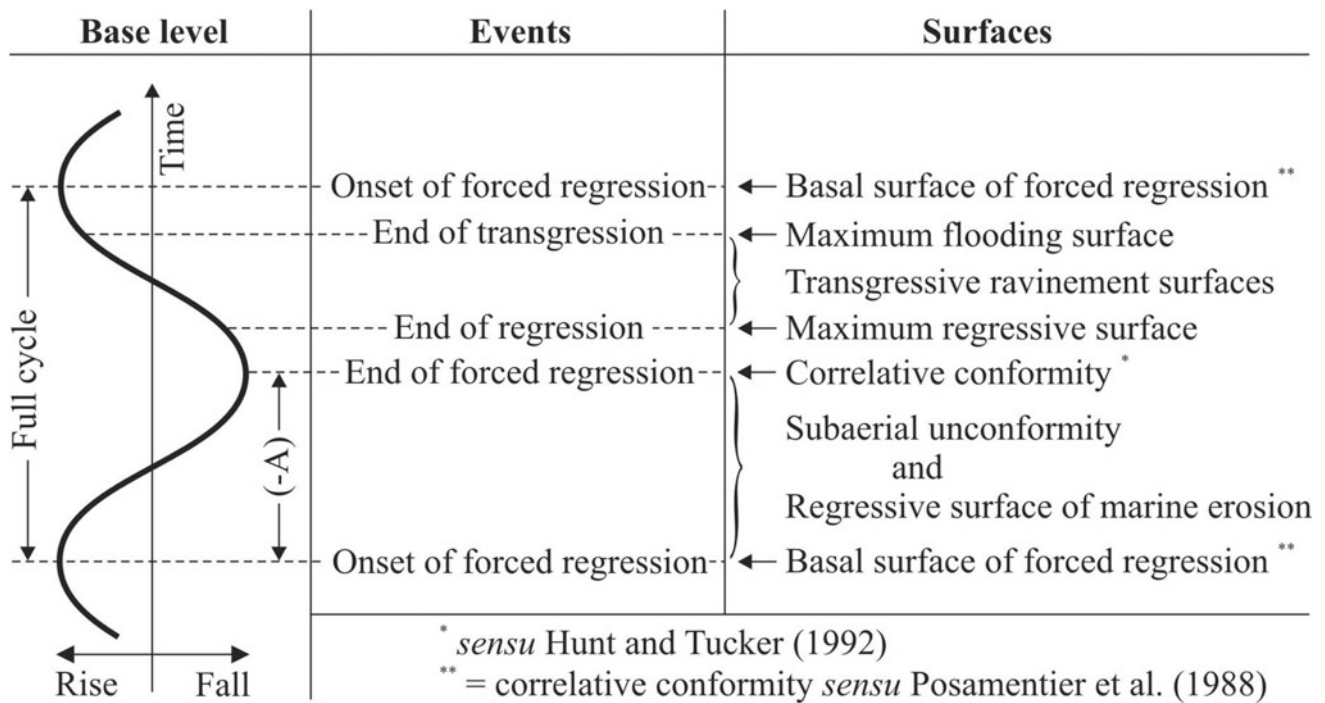 Base level
Events
Surfaces
Time
Onset of forced regression
Basal surface of forced regression **
End of transgression
Maximum flooding surface
Transgressive ravinement surfaces
End of regression
Maximum regressive surface
End of forced regression
Correlative conformity *
Full cycle
(-A)
Subaerial unconformity
and
Regressive surface of marine erosion
Onset of forced regression
Basal surface of forced regression **
Rise
Fall
* sensu Hunt and Tucker (1992)
** = correlative conformity sensu Posamentier et al. (1988)